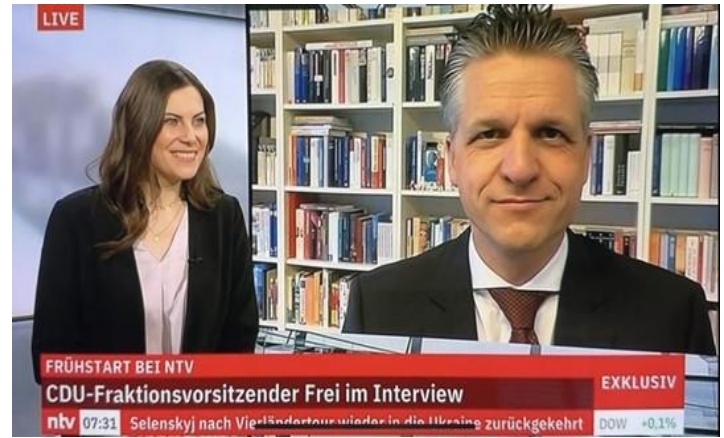 LIVE
FRÜHSTART BEI NTV
CDU-Fraktionsvorsitzender Frei im Interview
EXKLUSIV
ntv 07:31 Selenskyj nach Vierländertour wieder in die Ukraine zurückgekehrt DOW +0,1%